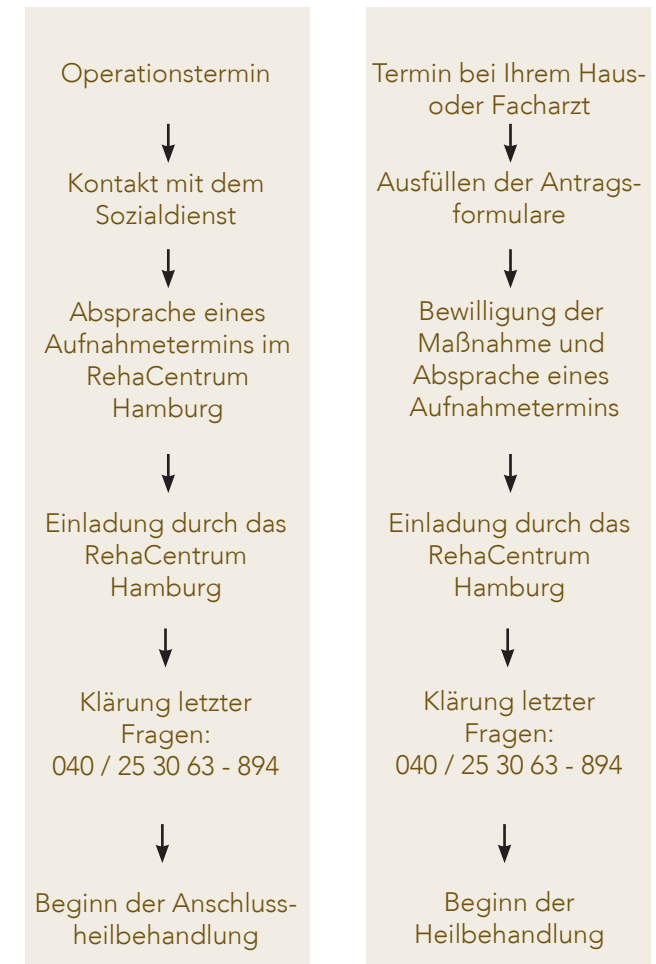 Operationstermin
Kontakt mit dem
Sozialdienst
Absprache eines
Aufnahmetermins im
RehaCentrum
Hamburg
Einladung durch das
RehaCentrum
Hamburg
Klärung letzter
Fragen:
040 / 25 30 63 - 894
Beginn der Anschluss-
heilbehandlung
Termin bei Ihrem Haus-
oder Facharzt
Ausfüllen der Antrags-
formulare
Bewilligung der
Maßnahme und
Absprache eines
Aufnahmetermins
Einladung durch das
RehaCentrum
Hamburg
Klärung letzter
Fragen:
040 / 25 30 63 - 894
Beginn der
Heilbehandlung